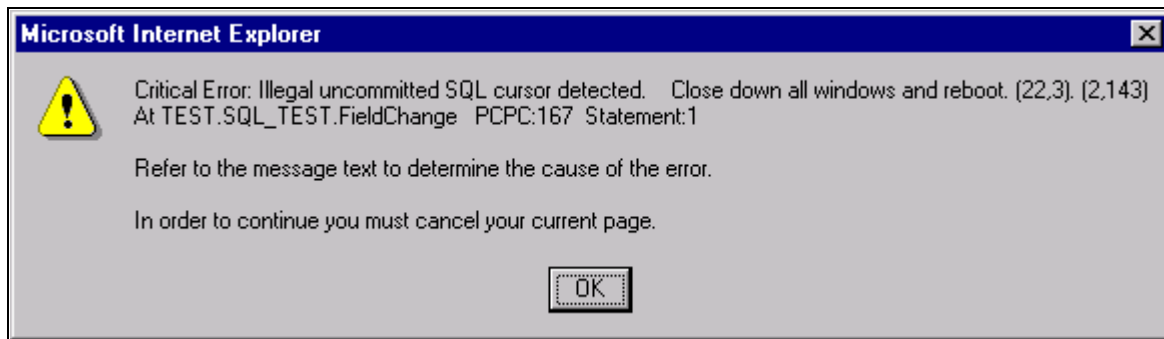 Microsoft Internet Explorer
Critical Error: Illegal uncommitted SQL cursor detected. Close down all windows and reboot. (22,3). (2,143)
At TEST.SQL_TEST.FieldChange PCPC:167 Statement:1
Refer to the message text to determine the cause of the error.
In order to continue you must cancel your current page.
OK